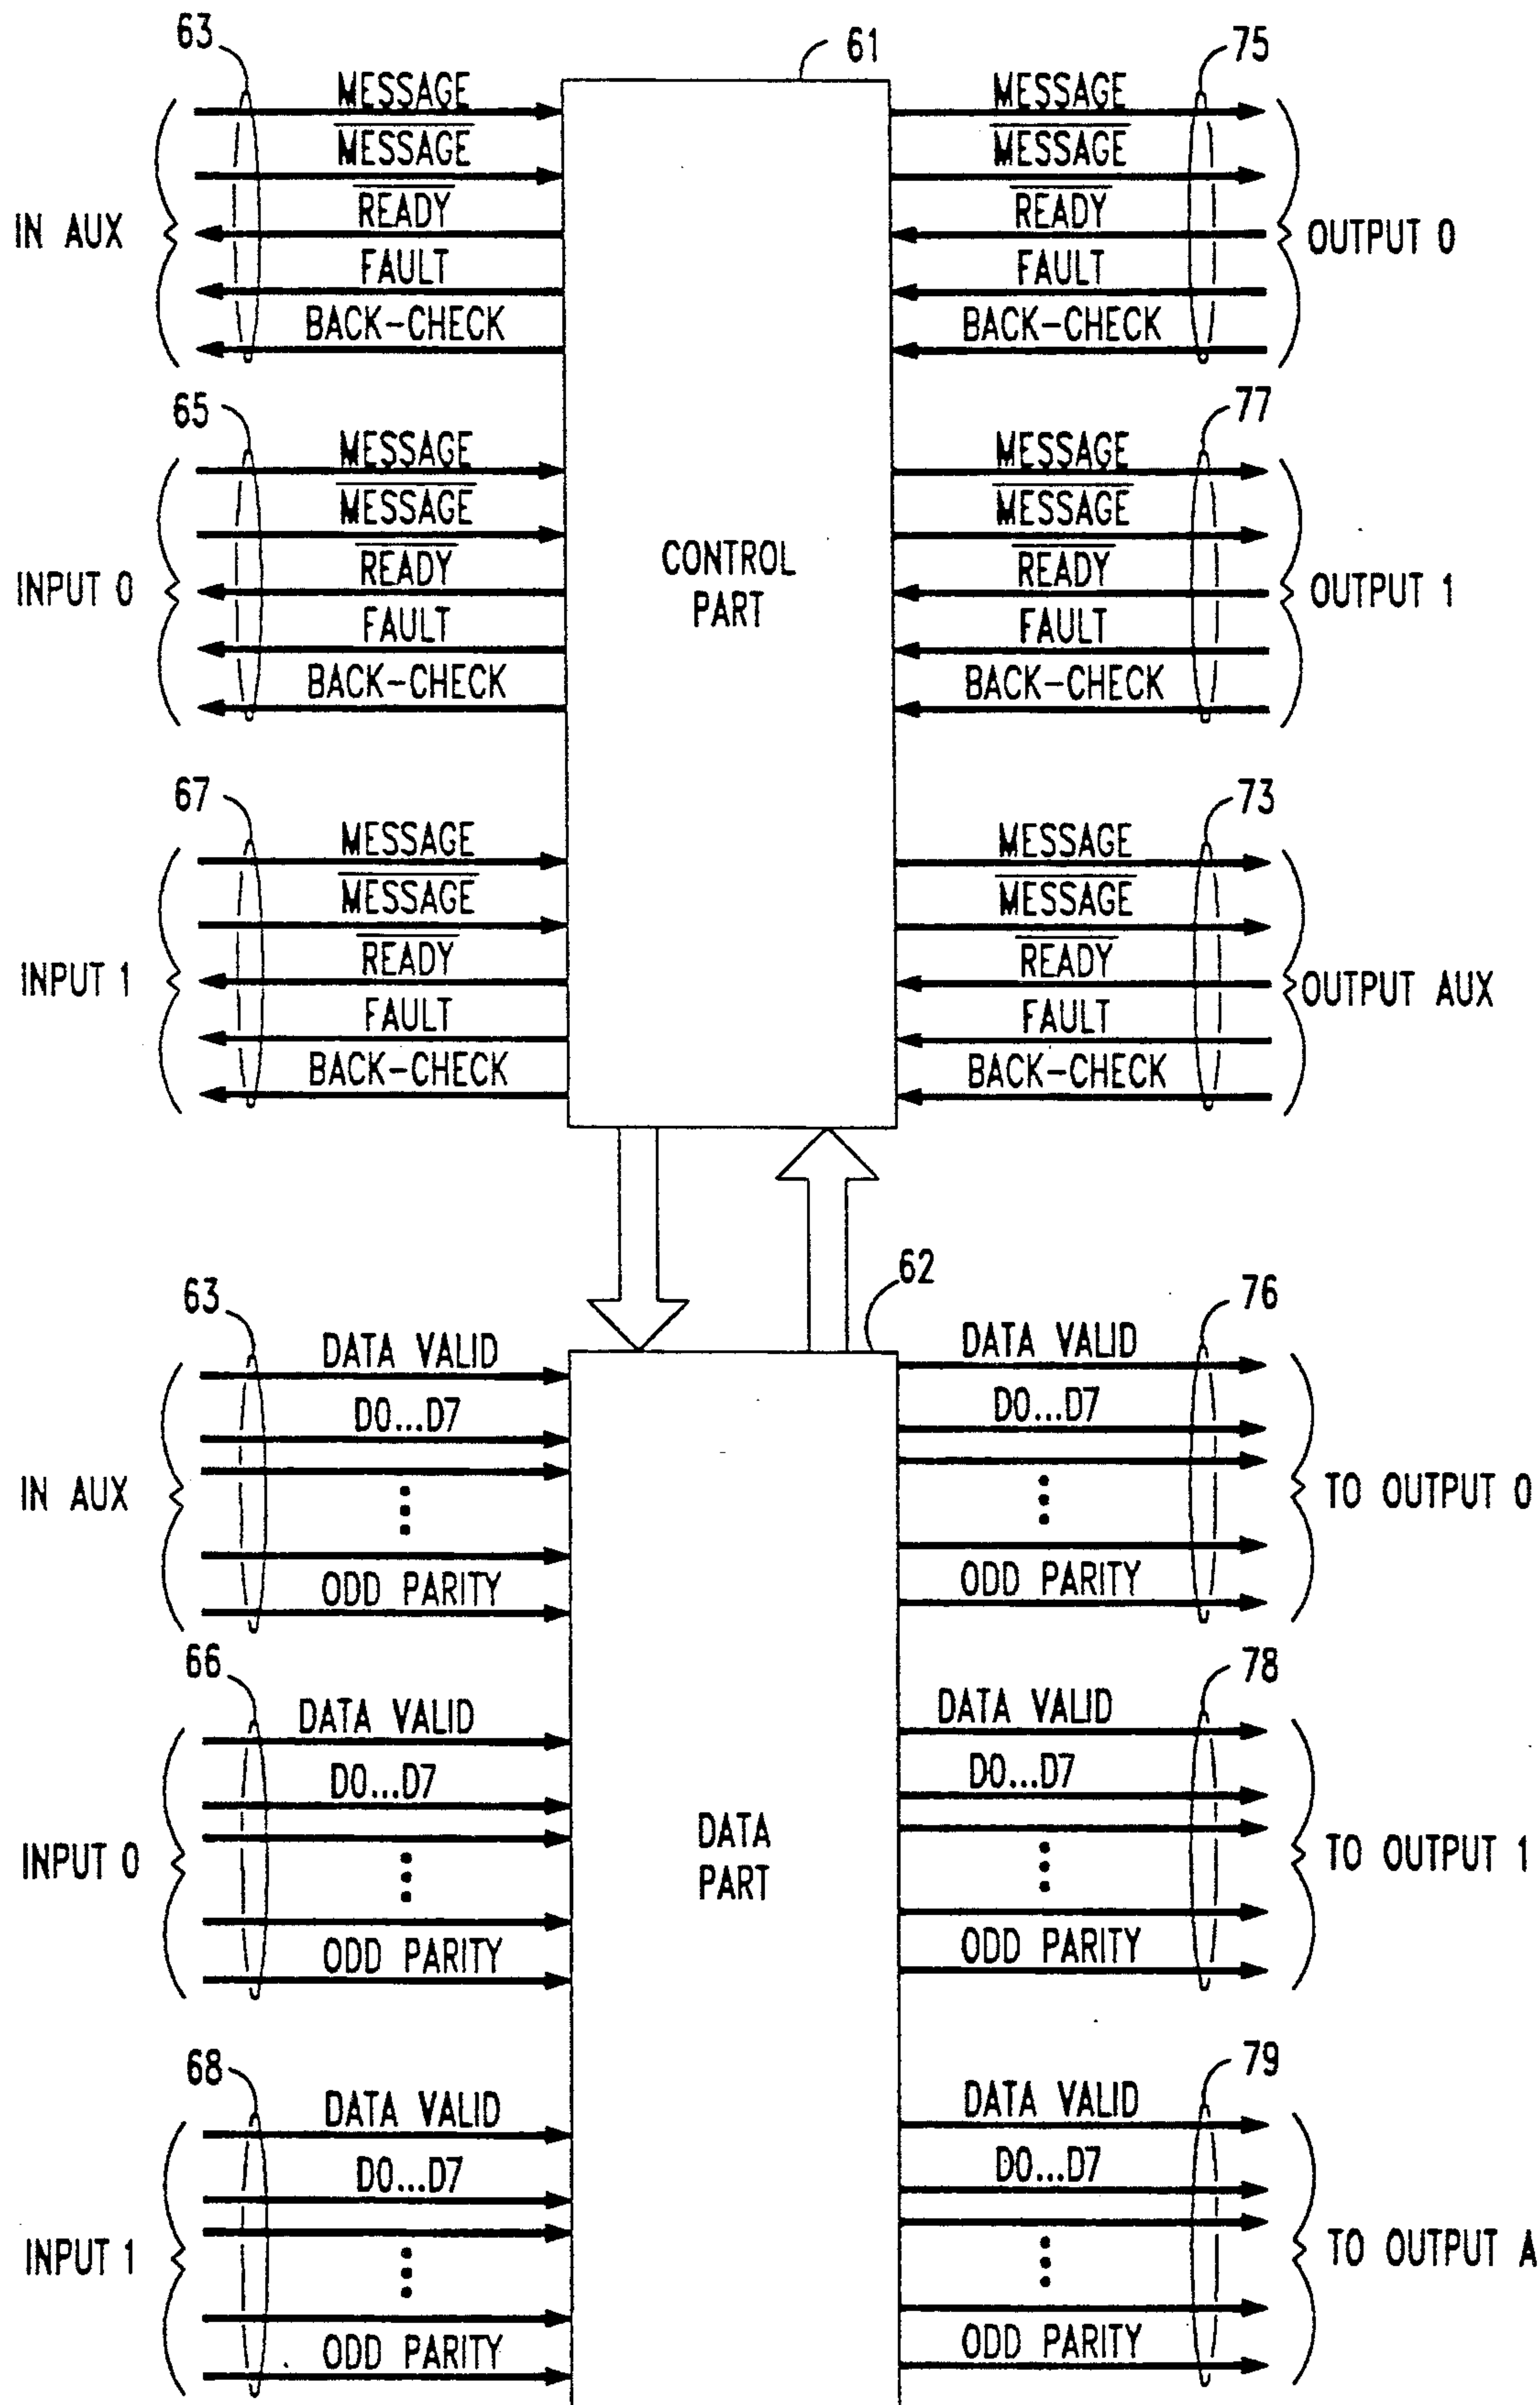 63
61
75
MESSAGE
MESSAGE
READY
FAULT
BACK-CHECK
IN AUX
MESSAGE
MESSAGE
READY
FAULT
BACK-CHECK
OUTPUT 0
65
77
MESSAGE
MESSAGE
READY
FAULT
BACK-CHECK
INPUT 0
CONTROL
PART
MESSAGE
MESSAGE
READY
FAULT
BACK-CHECK
OUTPUT 1
67
73
MESSAGE
MESSAGE
READY
FAULT
BACK-CHECK
INPUT 1
MESSAGE
MESSAGE
READY
FAULT
BACK-CHECK
OUTPUT AUX
63
62
76
DATA VALID
D0...D7
ODD PARITY
IN AUX
DATA VALID
D0...D7
ODD PARITY
TO OUTPUT 0
66
78
DATA VALID
D0...D7
ODD PARITY
INPUT 0
DATA
PART
DATA VALID
D0...D7
ODD PARITY
TO OUTPUT 1
68
79
DATA VALID
D0...D7
ODD PARITY
INPUT 1
DATA VALID
D0...D7
ODD PARITY
TO OUTPUT A